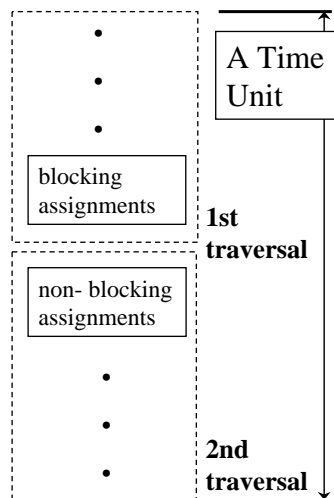 A Time
Unit
blocking
assignments
1st
traversal
non- blocking
assignments
2nd
traversal